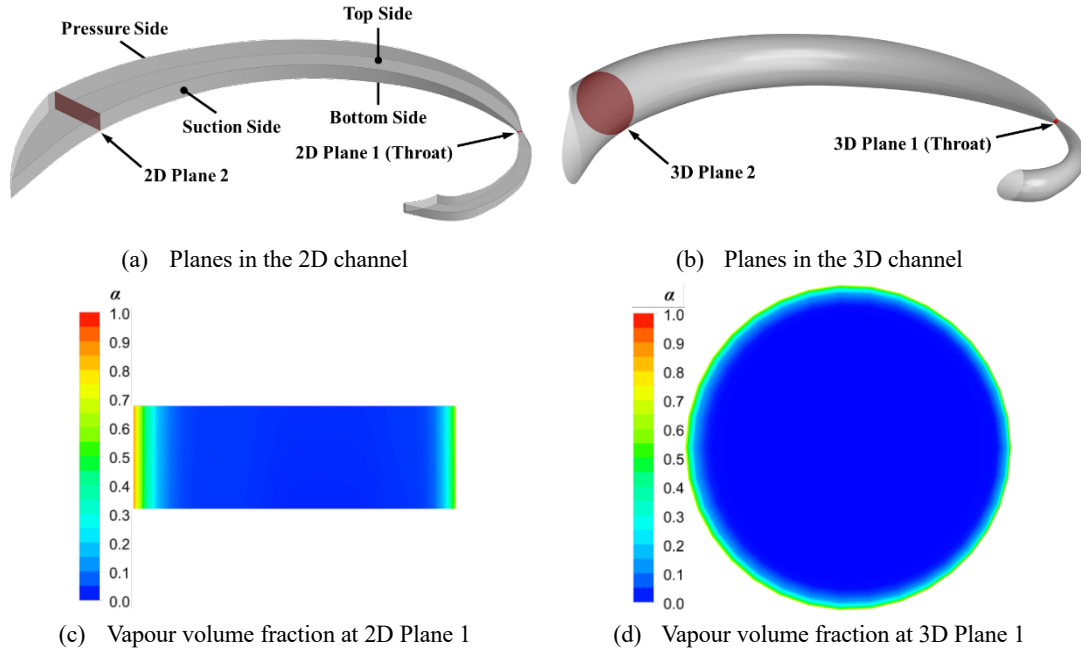 Pressure Side
Top Side
Suction Side
Bottom Side
2D Plane 1 (Throat)
2D Plane 2
3D Plane 1 (Throat)
3D Plane 2
(a) Planes in the 2D channel
(b) Planes in the 3D channel
α
1.0
0.9
0.8
0.7
0.6
0.5
0.4
0.3
0.2
0.1
0.0
α
1.0
0.9
0.8
0.7
0.6
0.5
0.4
0.3
0.2
0.1
0.0
(c) Vapour volume fraction at 2D Plane 1
(d) Vapour volume fraction at 3D Plane 1